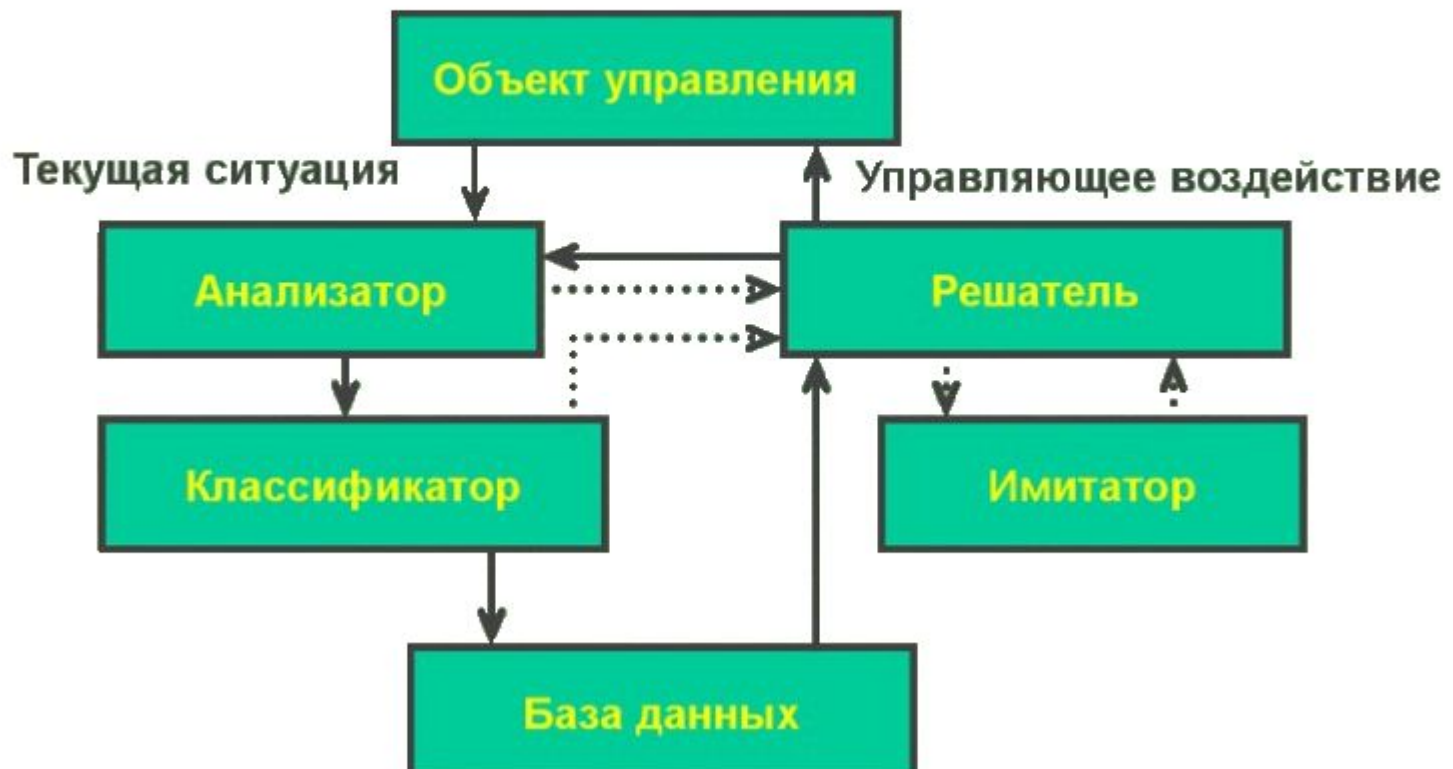 Объект управления
Текущая ситуация
Управляющее воздействие
Анализатор
Решатель
Классификатор
Имитатор
База данных